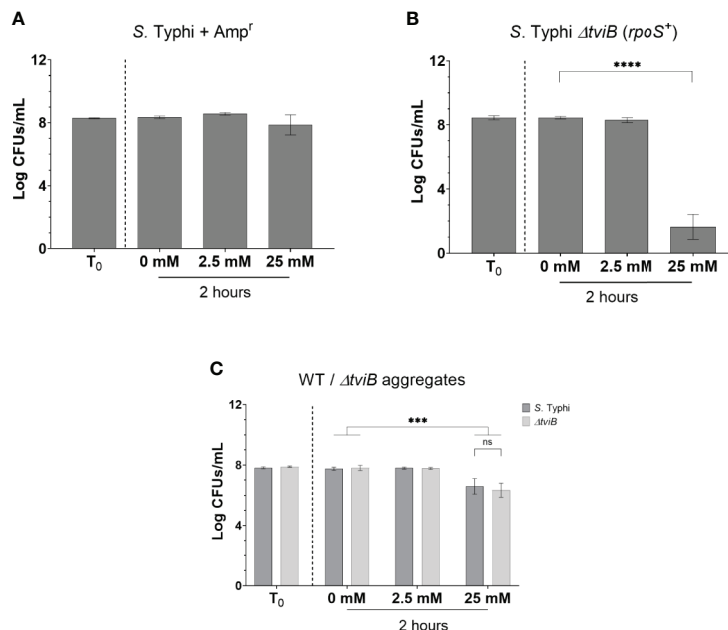 A
S. Typhi + Ampʳ
Log CFUs/mL
12
8
4
0
T₀
0 mM
2.5 mM
25 mM
2 hours
B
S. Typhi ΔtviB (rpoS⁺)
****
Log CFUs/mL
12
8
4
0
T₀
0 mM
2.5 mM
25 mM
2 hours
C
WT / ΔtviB aggregates
S. Typhi
ΔtviB
***
ns
Log CFUs/mL
12
8
4
0
T₀
0 mM
2.5 mM
25 mM
2 hours